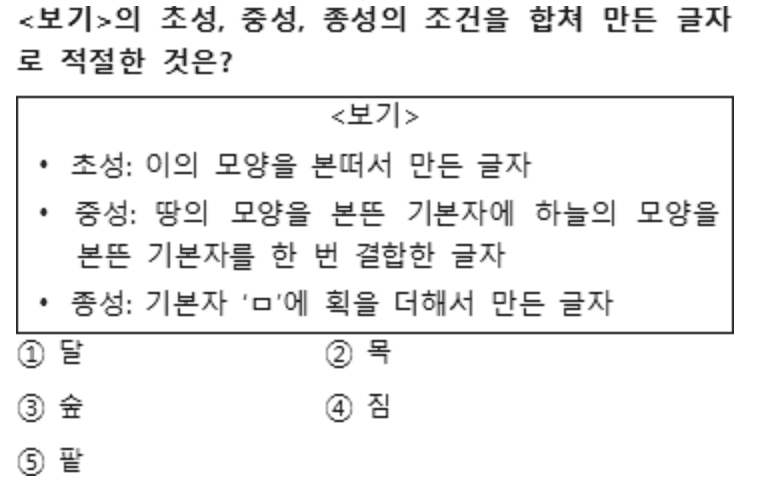 <보기>의 초성, 중성, 종성의 조건을 합쳐 만든 글자
로 적절한 것은?
<보기>
• 초성: 이의 모양을 본떠서 만든 글자
• 중성: 땅의 모양을 본뜬 기본자에 하늘의 모양을
본뜬 기본자를 한 번 결합한 글자
• 종성: 기본자 'ㅁ'에 획을 더해서 만든 글자
① 달 ② 목
③ 숲 ④ 짐
⑤ 팥